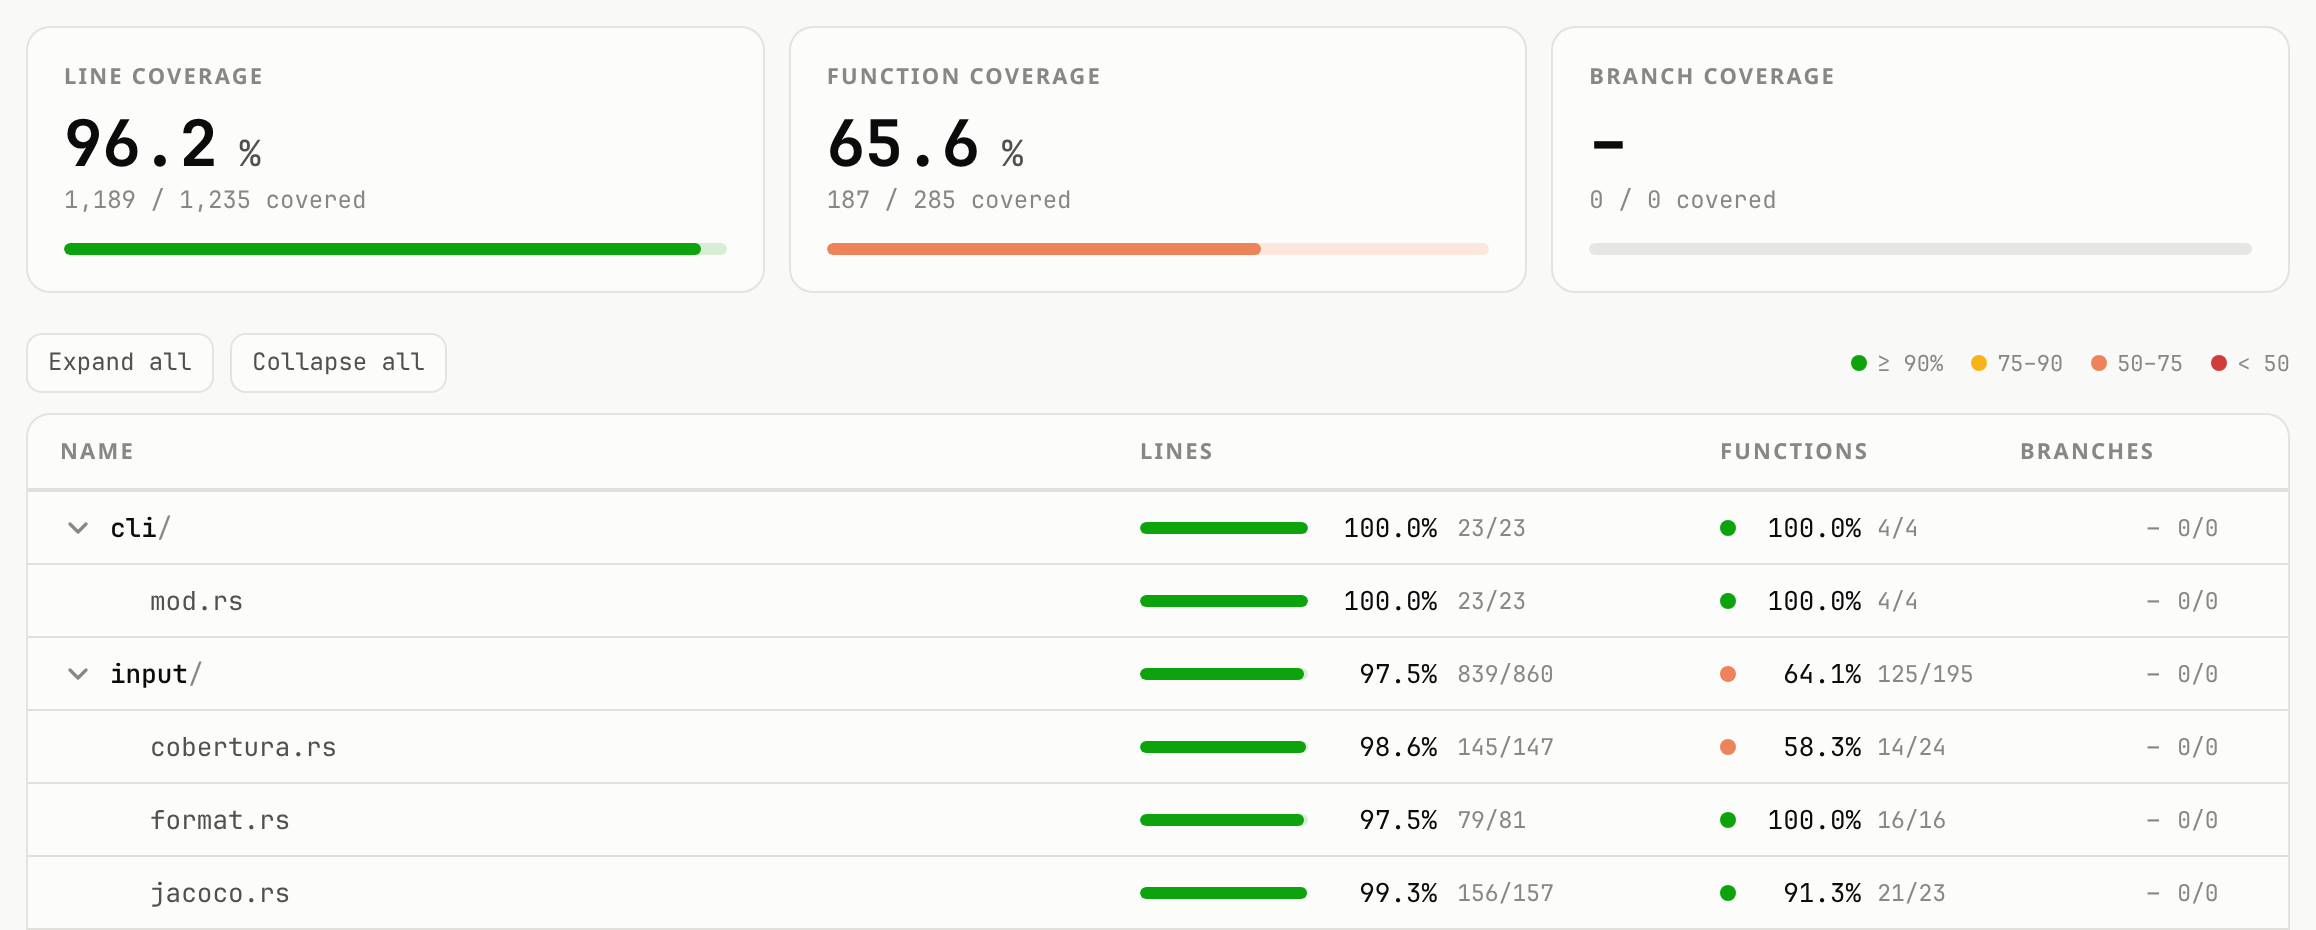 LINE COVERAGE
96.2 %
1,189 / 1,235 covered
FUNCTION COVERAGE
65.6 %
187 / 285 covered
BRANCH COVERAGE
–
0 / 0 covered
Expand all
Collapse all
≥ 90%
75–90
50–75
< 50
NAME LINES FUNCTIONS BRANCHES
cli/ 100.0% 23/23 100.0% 4/4 – 0/0
mod.rs 100.0% 23/23 100.0% 4/4 – 0/0
input/ 97.5% 839/860 64.1% 125/195 – 0/0
cobertura.rs 98.6% 145/147 58.3% 14/24 – 0/0
format.rs 97.5% 79/81 100.0% 16/16 – 0/0
jacoco.rs 99.3% 156/157 91.3% 21/23 – 0/0